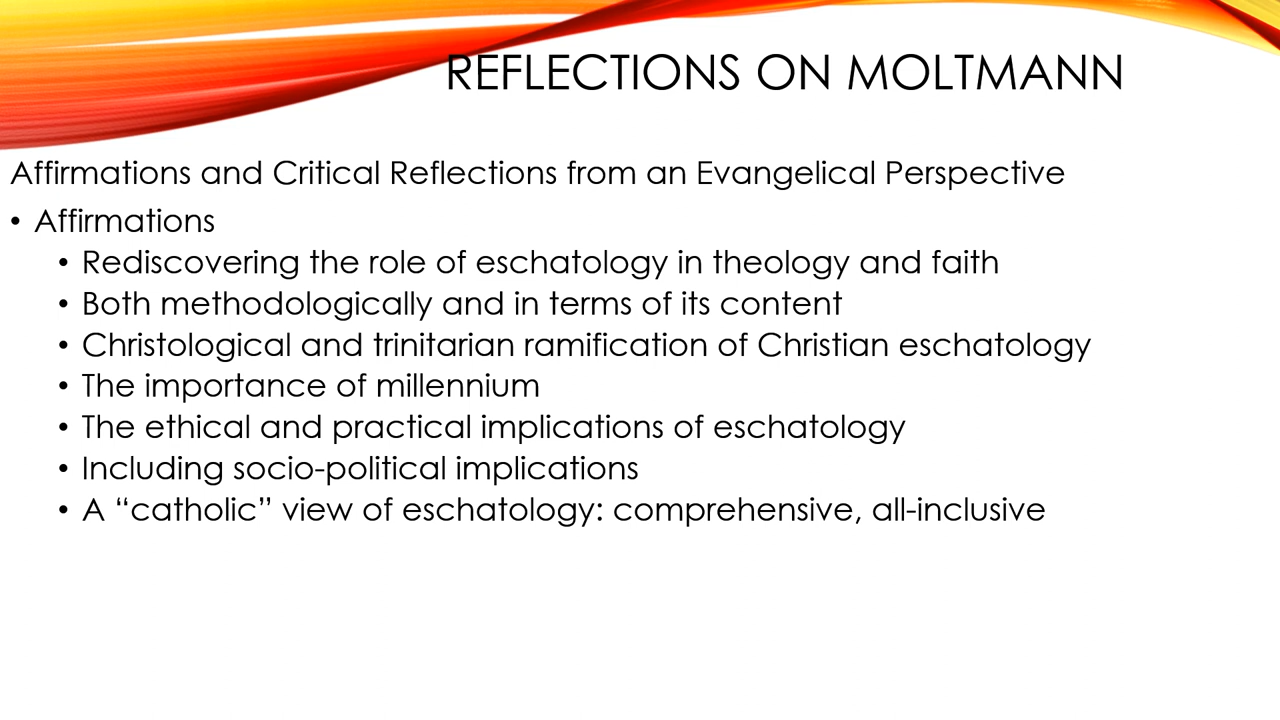 REFLECTIONS ON MOLTMANN
Affirmations and Critical Reflections from an Evangelical Perspective
• Affirmations
• Rediscovering the role of eschatology in theology and faith
• Both methodologically and in terms of its content
• Christological and trinitarian ramification of Christian eschatology
• The importance of millennium
• The ethical and practical implications of eschatology
• Including socio-political implications
• A “catholic” view of eschatology: comprehensive, all-inclusive